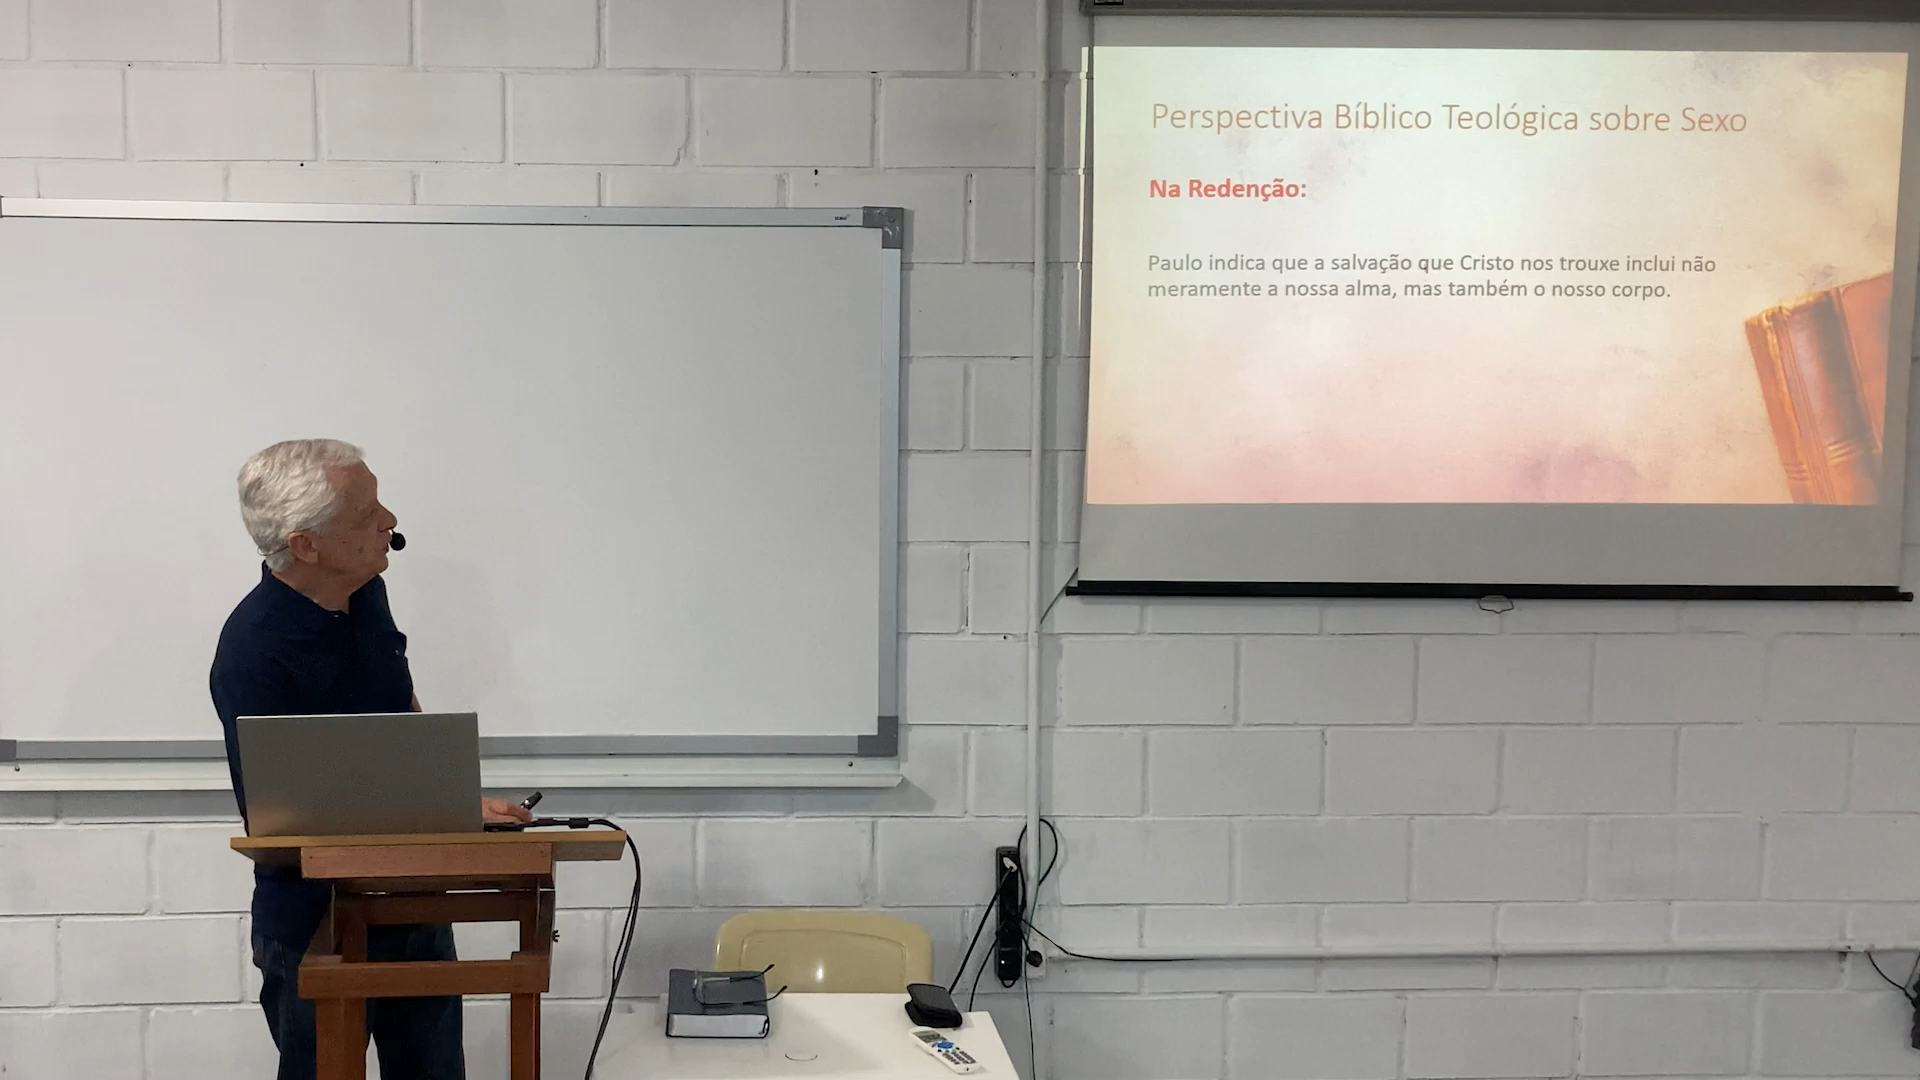 Perspectiva Bíblico Teológica sobre Sexo
Na Redenção:
Paulo indica que a salvação que Cristo nos trouxe inclui não
meramente a nossa alma, mas também o nosso corpo.